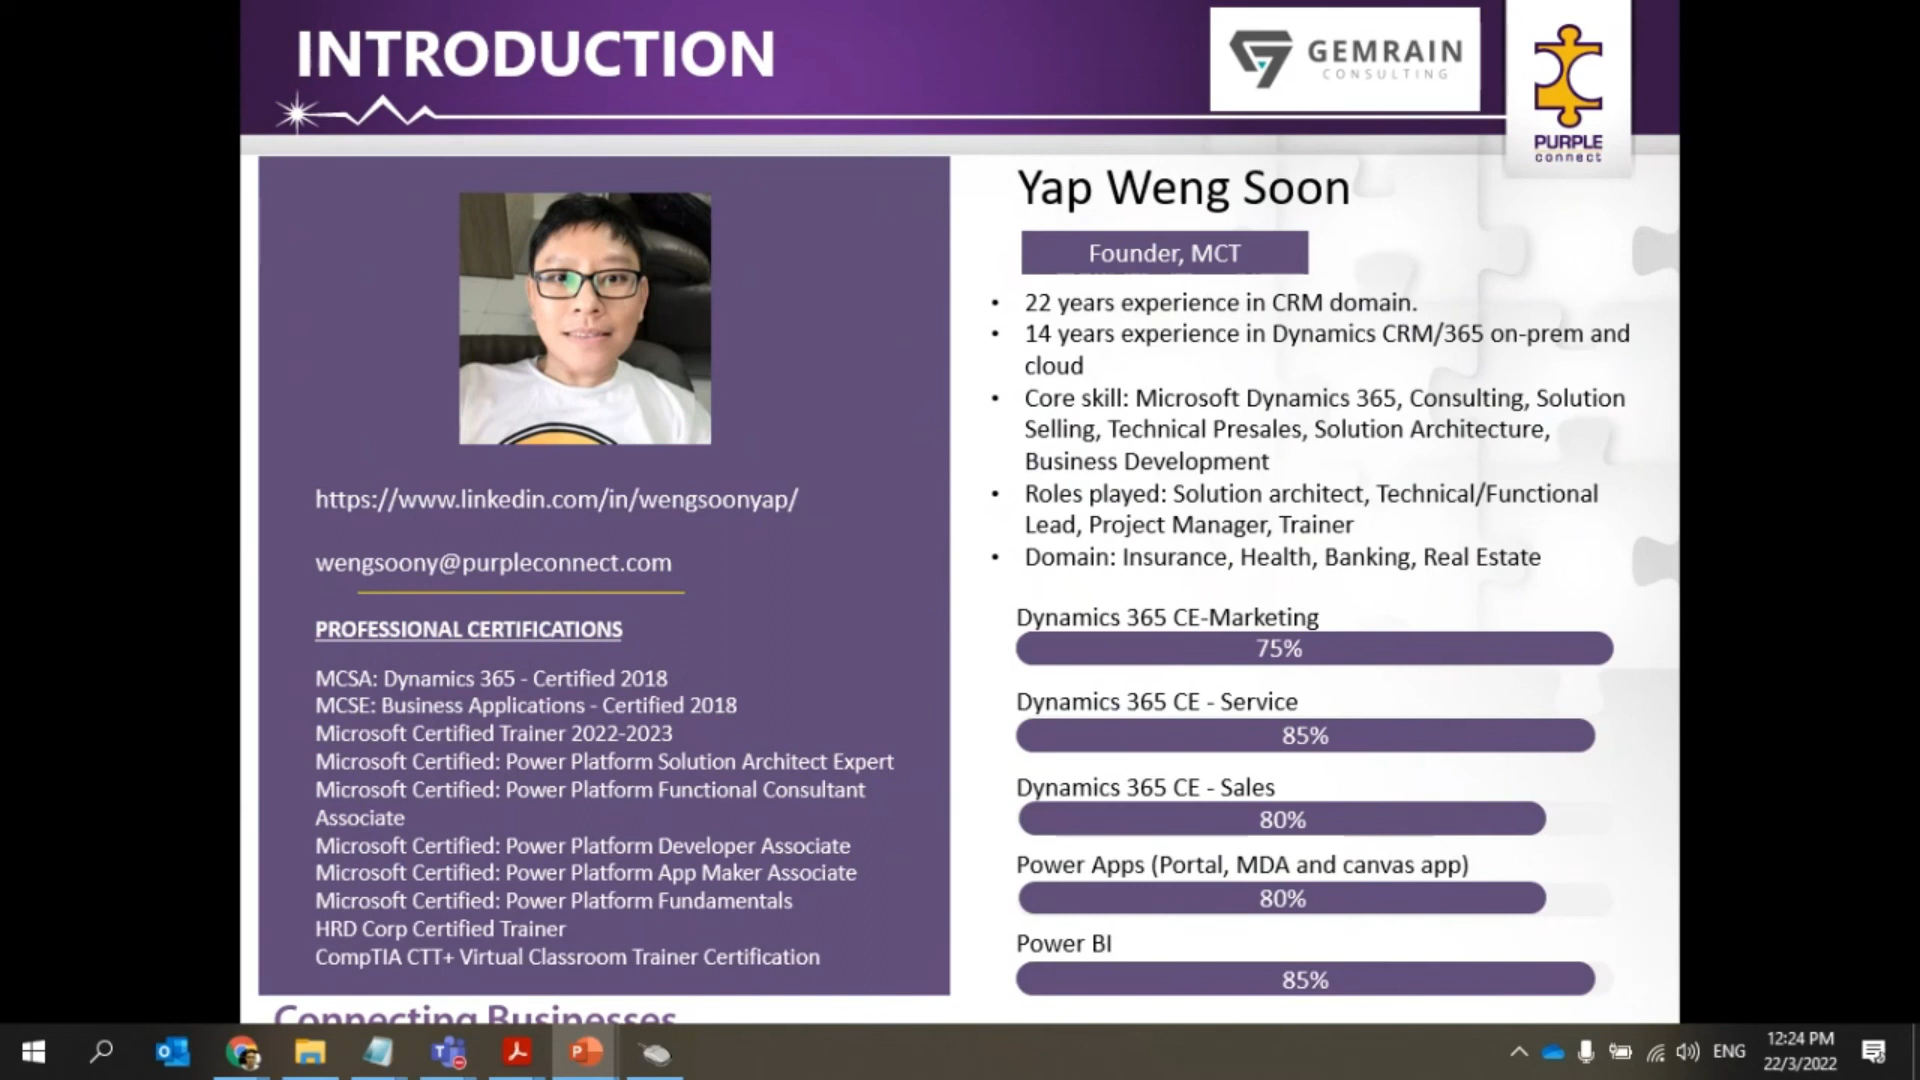 INTRODUCTION
GEMRAIN
CONSULTING
PURPLE
connect
https://www.linkedin.com/in/wengsoonyap/
wengsoony@purpleconnect.com
PROFESSIONAL CERTIFICATIONS
MCSA: Dynamics 365 - Certified 2018
MCSE: Business Applications - Certified 2018
Microsoft Certified Trainer 2022-2023
Microsoft Certified: Power Platform Solution Architect Expert
Microsoft Certified: Power Platform Functional Consultant
Associate
Microsoft Certified: Power Platform Developer Associate
Microsoft Certified: Power Platform App Maker Associate
Microsoft Certified: Power Platform Fundamentals
HRD Corp Certified Trainer
CompTIA CTT+ Virtual Classroom Trainer Certification
Connecting Businesses
Yap Weng Soon
Founder, MCT
• 22 years experience in CRM domain.
• 14 years experience in Dynamics CRM/365 on-prem and
cloud
• Core skill: Microsoft Dynamics 365, Consulting, Solution
Selling, Technical Presales, Solution Architecture,
Business Development
• Roles played: Solution architect, Technical/Functional
Lead, Project Manager, Trainer
• Domain: Insurance, Health, Banking, Real Estate
Dynamics 365 CE-Marketing
75%
Dynamics 365 CE - Service
85%
Dynamics 365 CE - Sales
80%
Power Apps (Portal, MDA and canvas app)
80%
Power BI
85%
ENG
12:24 PM
22/3/2022